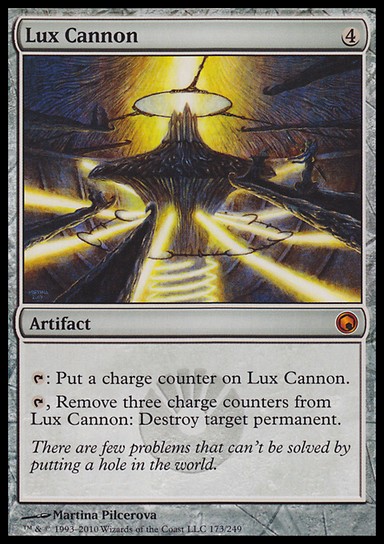 Lux Cannon 4
Artifact
: Put a charge counter on Lux Cannon.
, Remove three charge counters from
Lux Cannon: Destroy target permanent.
There are few problems that can't be solved by
putting a hole in the world.
Martina Pilcerova
™ & © 1993–2010 Wizards of the Coast LLC 173/249